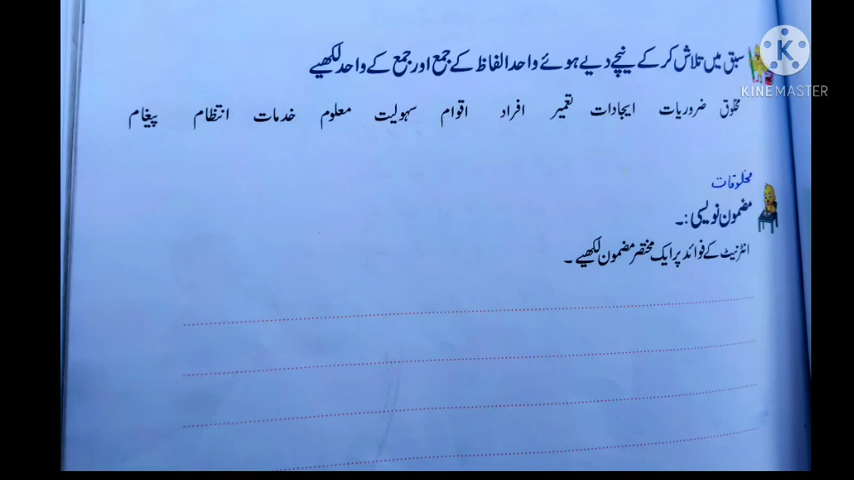 سبق میں تلاش کر کے نیچے دیے ہوئے واحد الفاظ کے جمع اور جمع کے واحد لکھیے
KINEMASTER
مخلوق ضروریات ایجادات تعمیر افراد اقوام سہولیت معلوم خدمات انتظام پیغام
مخلوقات
مضمون نویسی :۔
انٹرنیٹ کے فوائد پر ایک مختصر مضمون لکھیے ۔